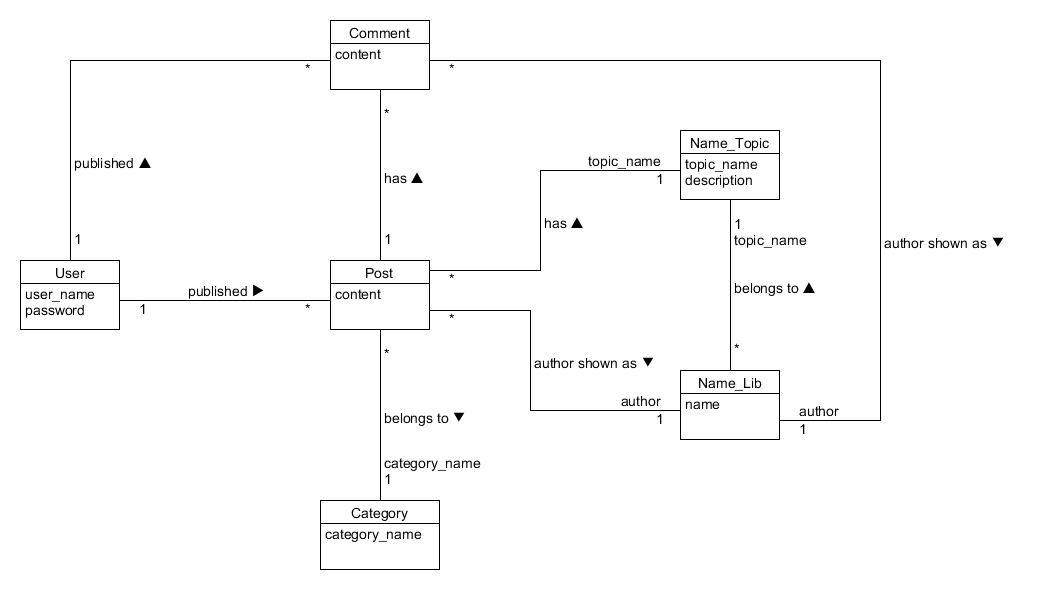 Comment
content
*
*
*
published ▲
has ▲
1
1
Name_Topic
topic_name
description
topic_name
1
has ▲
1
topic_name
author shown as ▼
belongs to ▲
*
User
user_name
password
published ▶
1
*
Post
content
*
*
*
author shown as ▼
author
1
Name_Lib
name
author
1
belongs to ▼
category_name
1
Category
category_name